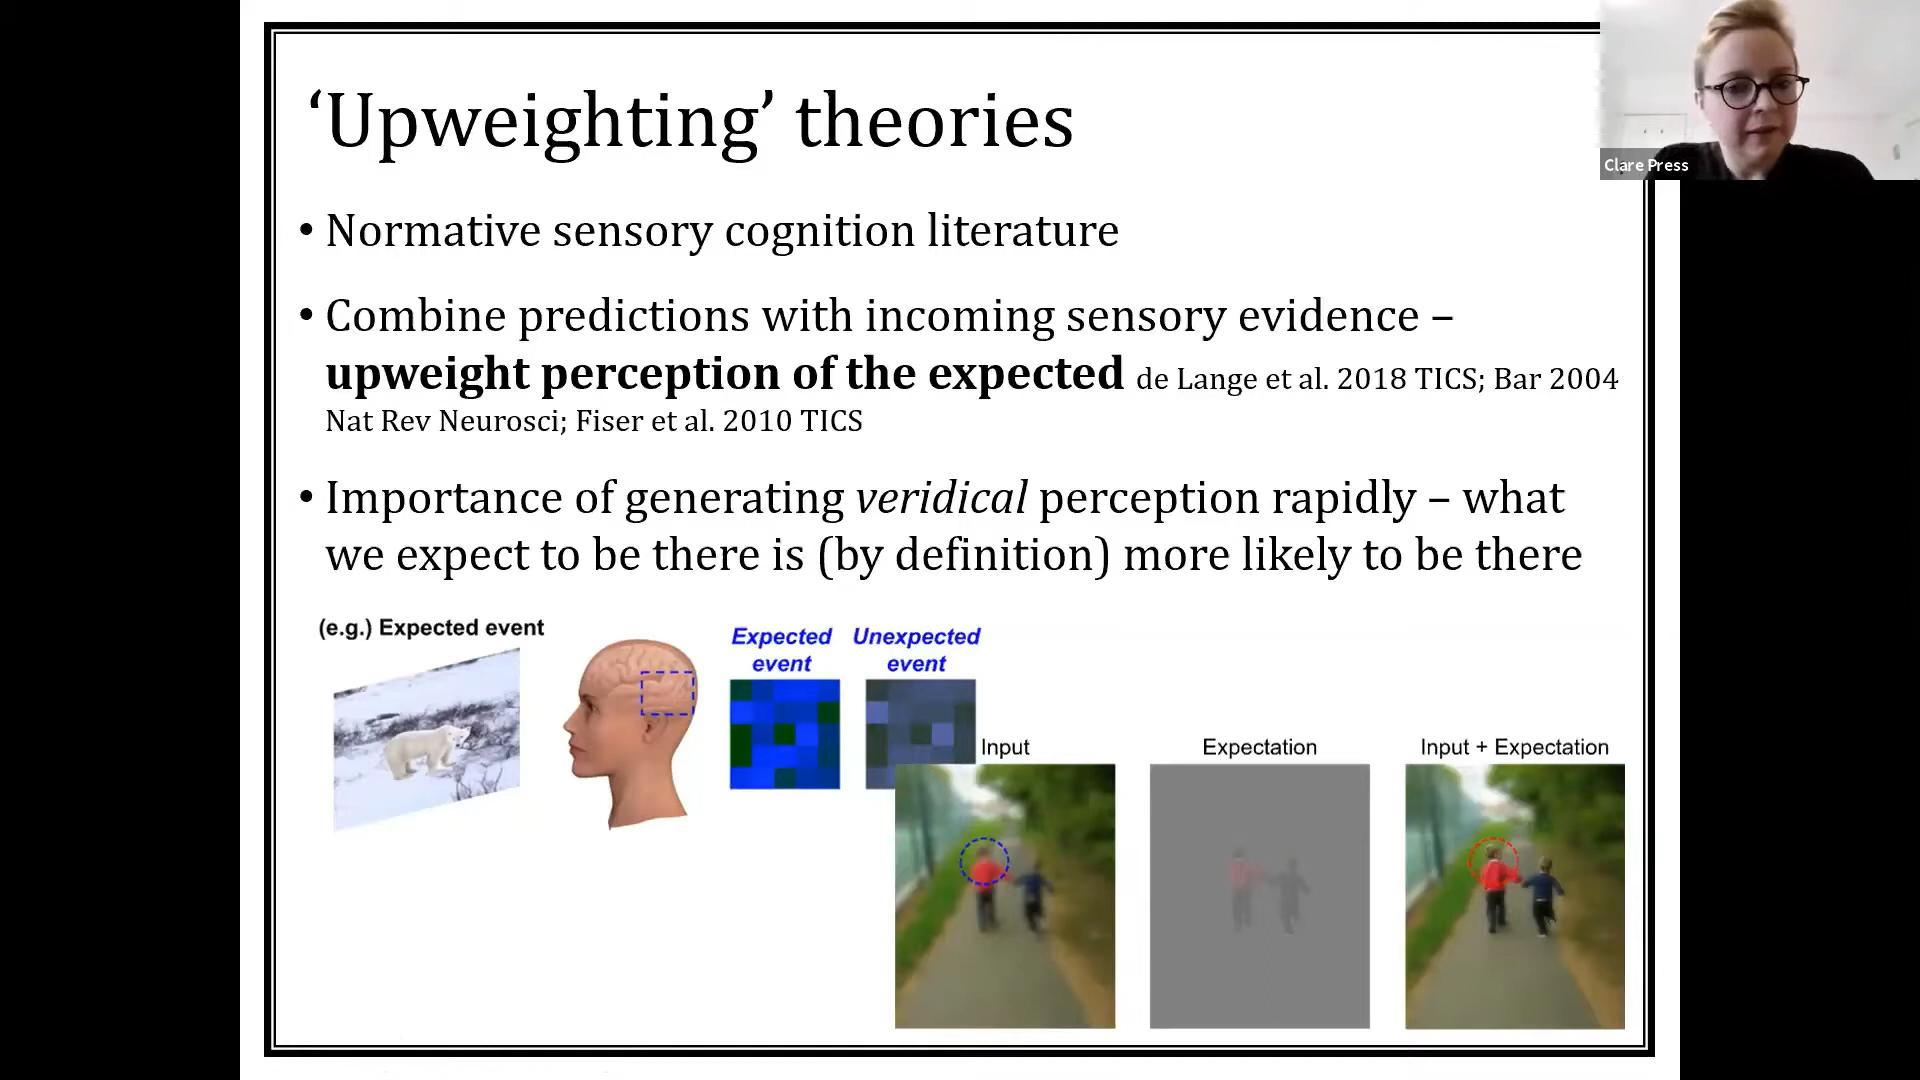 ‘Upweighting’ theories
Clare Press
• Normative sensory cognition literature
• Combine predictions with incoming sensory evidence –
upweight perception of the expected de Lange et al. 2018 TICS; Bar 2004
Nat Rev Neurosci; Fiser et al. 2010 TICS
• Importance of generating veridical perception rapidly – what
we expect to be there is (by definition) more likely to be there
(e.g.) Expected event
Expected
event
Unexpected
event
Input
Expectation
Input + Expectation